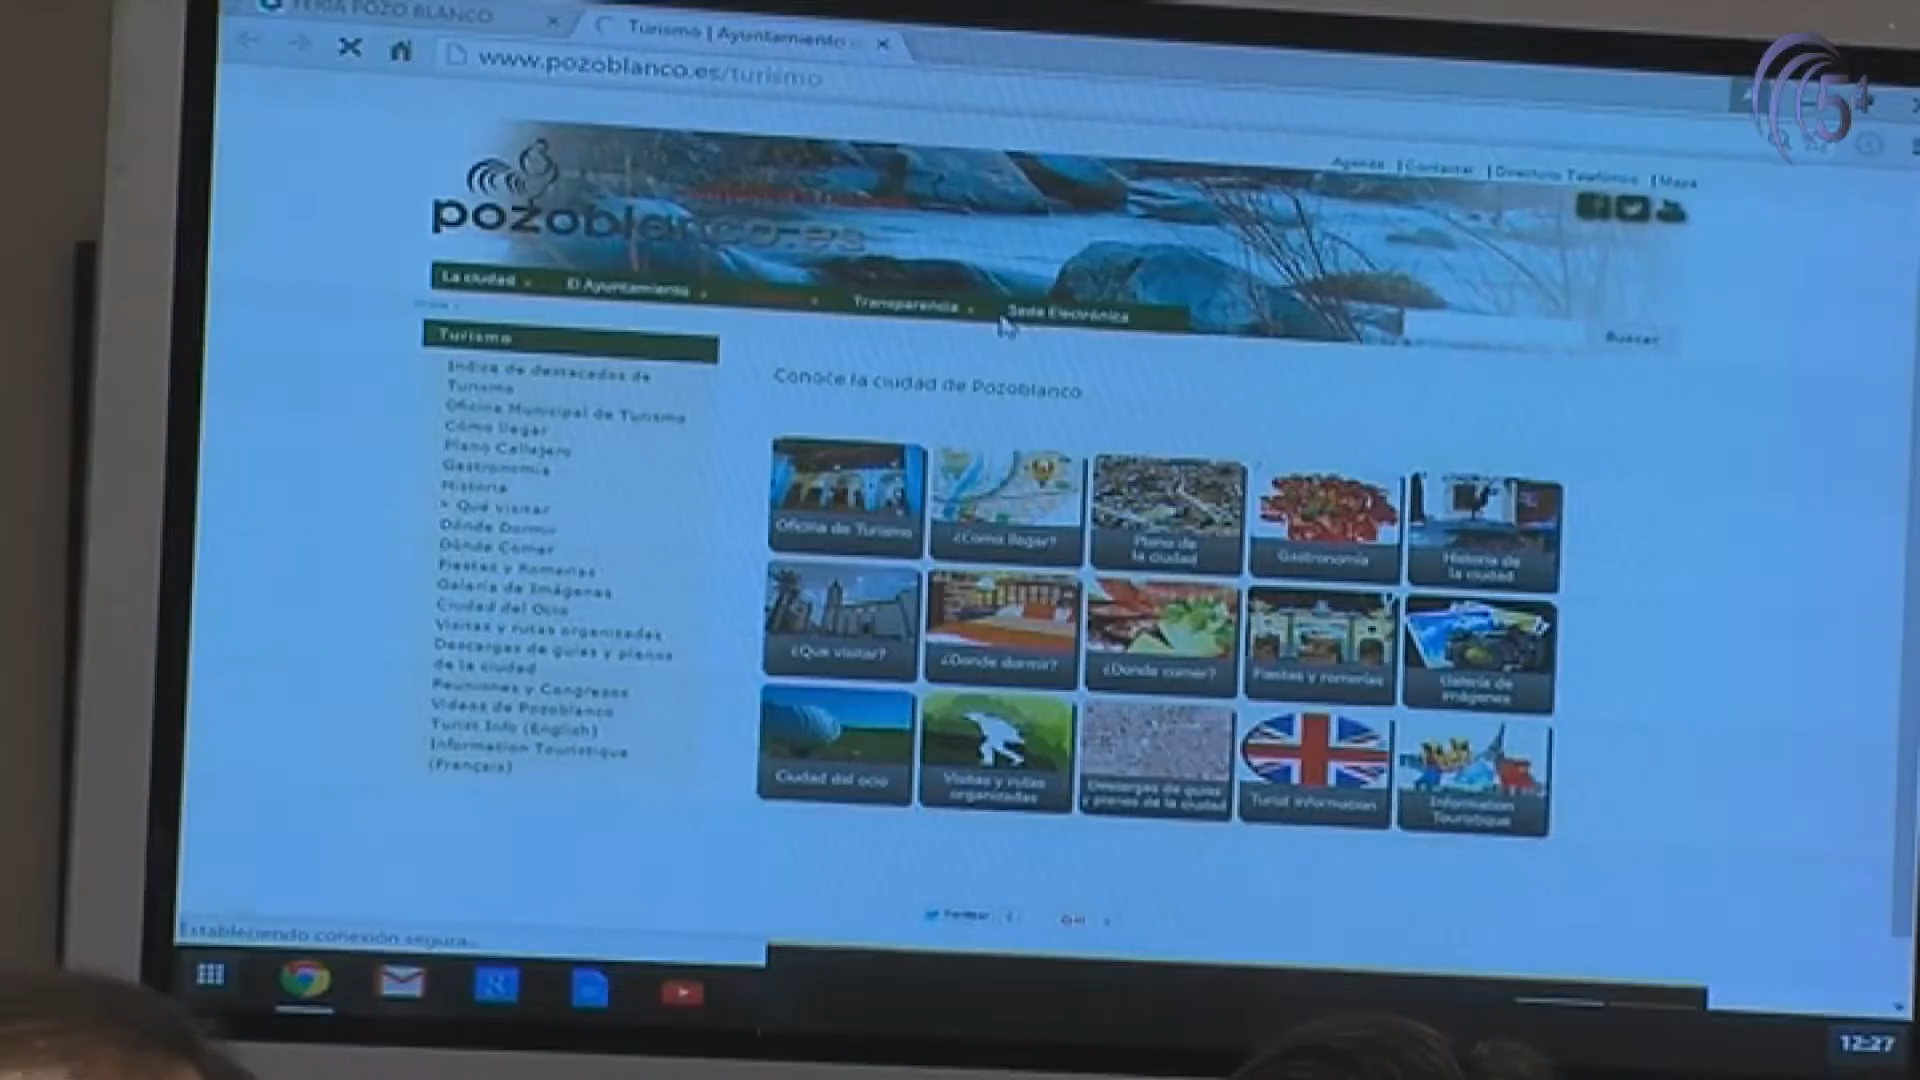 FERIA POZO BLANCO
Turismo | Ayuntamiento
www.pozoblanco.es/turismo
5
Agenda | Contactar | Directorio Telefónico | Mapa
pozoblanco.es
La ciudad
El Ayuntamiento
Transparencia
Sede Electrónica
Buscar
Turismo
Indice de destacados de
Turismo
Oficina Municipal de Turismo
Cómo llegar
Plano Callejero
Gastronomía
Historia
Qué visitar
Dónde Dormir
Dónde Comer
Fiestas y Romerías
Galería de Imágenes
Ciudad del Ocio
Visitas y rutas organizadas
Descargas de guías y planos
de la ciudad
Reuniones y Congresos
Vídeos de Pozoblanco
Turist Info (English)
Information Touristique
(Français)
Conoce la ciudad de Pozoblanco
Oficina de Turismo
¿Como llegar?
Plano de
la ciudad
Gastronomía
Historia de
la ciudad
¿Que visitar?
¿Donde dormir?
¿Donde comer?
Fiestas y romerías
Galería de
imágenes
Ciudad del ocio
Visitas y rutas
organizadas
Descargas de guías
y planos de la ciudad
Turist information
Information
Touristique
Estableciendo conexión segura...
12:27